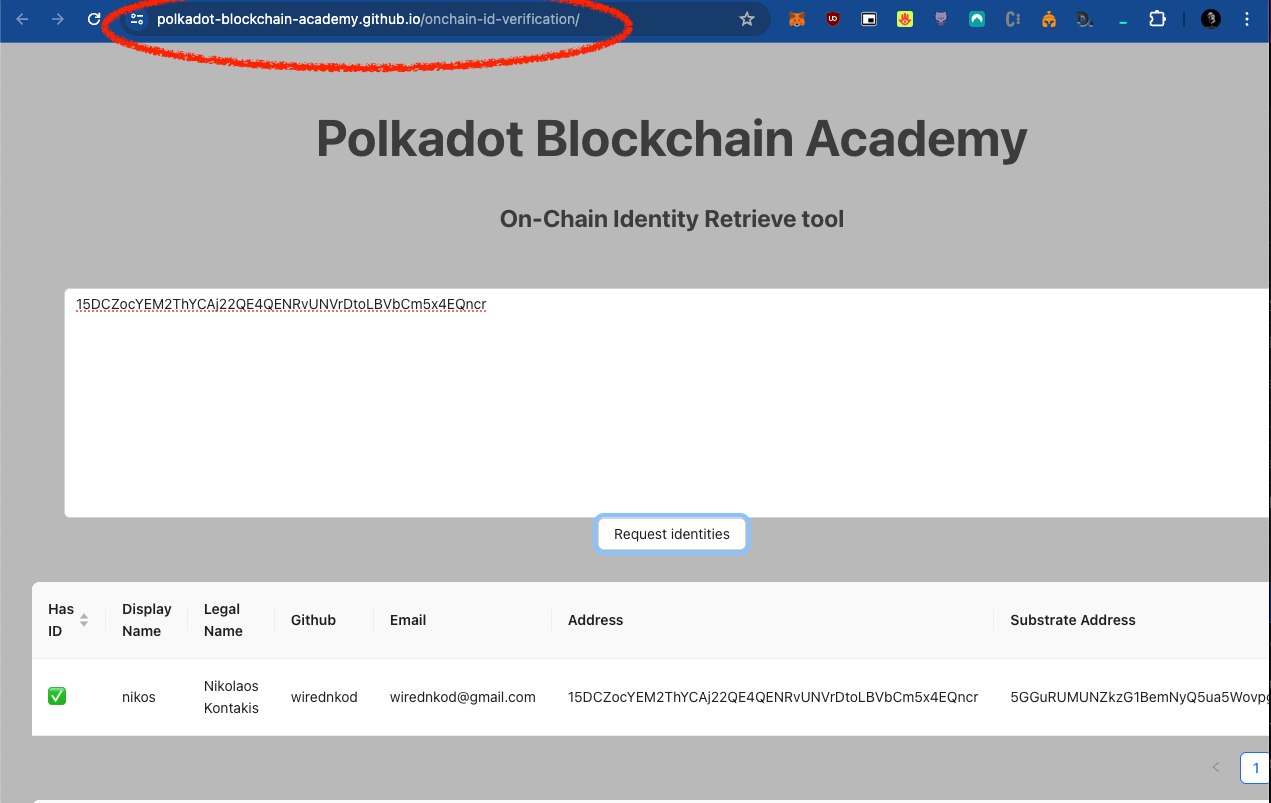 polkadot-blockchain-academy.github.io/onchain-id-verification/
Polkadot Blockchain Academy
On-Chain Identity Retrieve tool
15DCZocYEM2ThYCAj22QE4QENRvUNVrDtoLBVbCm5x4EQncr
Request identities
Has ID
Display Name
Legal Name
Github
Email
Address
Substrate Address
nikos
Nikolaos Kontakis
wirednkod
wirednkod@gmail.com
15DCZocYEM2ThYCAj22QE4QENRvUNVrDtoLBVbCm5x4EQncr
5GGuRUMUNZkzG1BemNyQ5ua5Wovpg
1